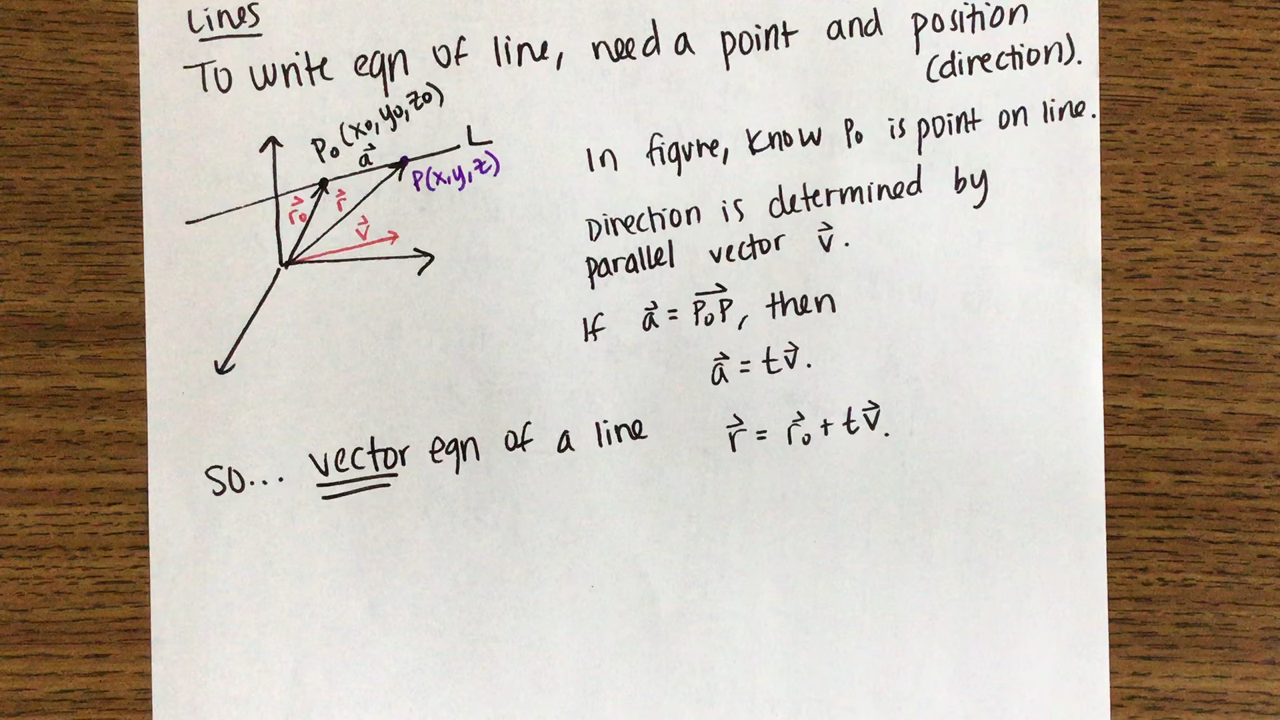 Lines
To write eqn of line, need a point and position
(direction).
P₀(x₀,y₀,z₀)
a⃗
L
P(x,y,z)
r⃗₀
r⃗
v⃗
In figure, know P₀ is point on line.
Direction is determined by
parallel vector v⃗.
If a⃗ = P₀P⃗, then
a⃗ = tv⃗.
So... vector eqn of a line r⃗ = r⃗₀ + tv⃗.